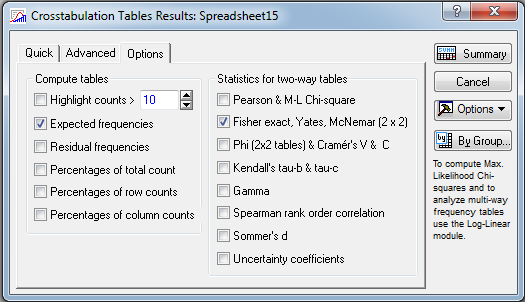 Crosstabulation Tables Results: Spreadsheet15
?
Quick Advanced Options
Compute tables
Highlight counts > 10
Expected frequencies
Residual frequencies
Percentages of total count
Percentages of row counts
Percentages of column counts
Statistics for two-way tables
Pearson & M-L Chi-square
Fisher exact, Yates, McNemar (2 x 2)
Phi (2x2 tables) & Cramér's V & C
Kendall's tau-b & tau-c
Gamma
Spearman rank order correlation
Sommer's d
Uncertainty coefficients
Summary
Cancel
Options
by By Group...
To compute Max.
Likelihood Chi-
squares and to
analyze multi-way
frequency tables
use the Log-Linear
module.